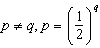 p ≠ q, p = (1/2)^q